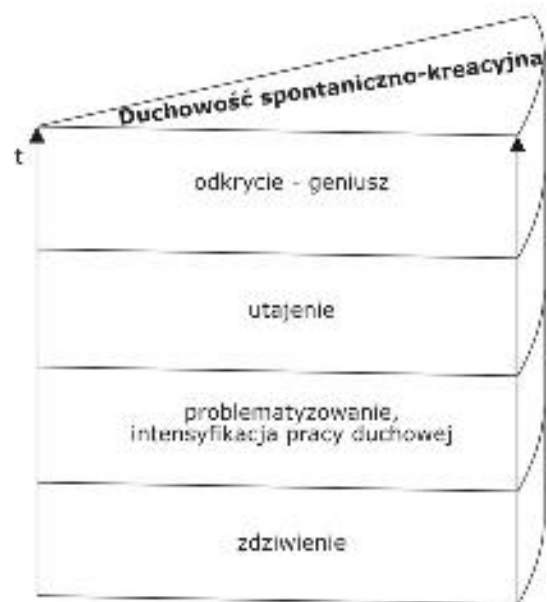 Duchowość spontaniczno-kreacyjna
t
odkrycie - geniusz
utajenie
problematyzowanie,
intensyfikacja pracy duchowej
zdziwienie